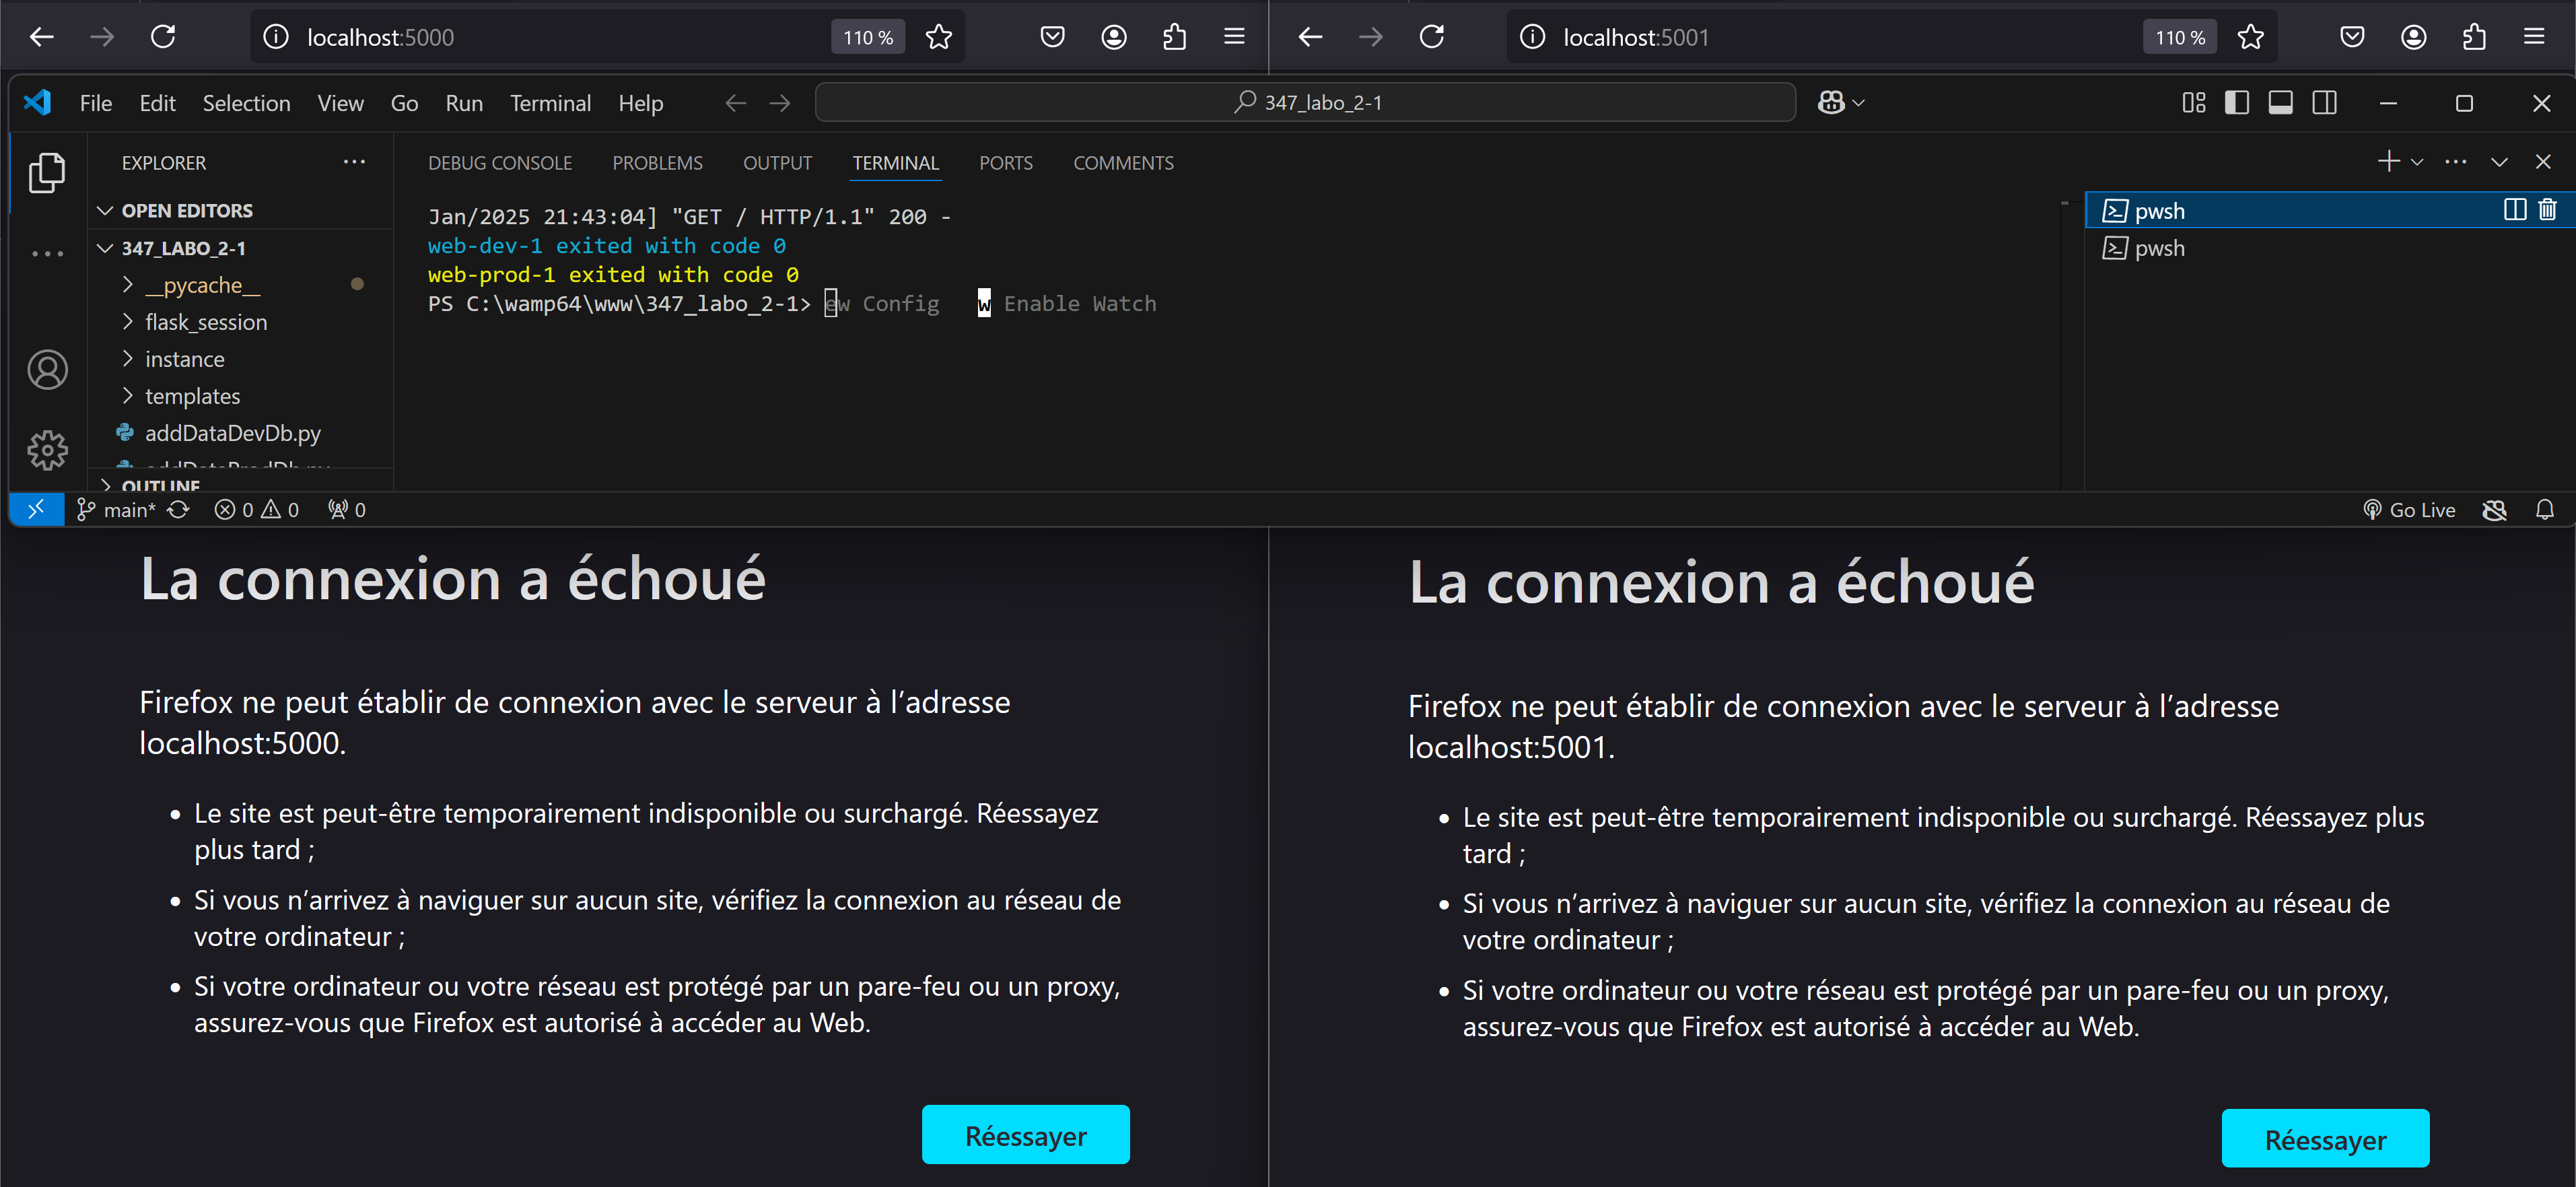 localhost:5000
110 %
localhost:5001
110 %
File Edit Selection View Go Run Terminal Help
347_labo_2-1
EXPLORER
DEBUG CONSOLE PROBLEMS OUTPUT TERMINAL PORTS COMMENTS
OPEN EDITORS
347_LABO_2-1
__pycache__
flask_session
instance
templates
addDataDevDb.py
addDataProdDb.py
OUTLINE
Jan/2025 21:43:04] "GET / HTTP/1.1" 200 -
web-dev-1 exited with code 0
web-prod-1 exited with code 0
PS C:\wamp64\www\347_labo_2-1> ew Config w Enable Watch
pwsh
pwsh
main* 0 0 0
Go Live
La connexion a échoué
Firefox ne peut établir de connexion avec le serveur à l’adresse
localhost:5000.
• Le site est peut-être temporairement indisponible ou surchargé. Réessayez
plus tard ;
• Si vous n’arrivez à naviguer sur aucun site, vérifiez la connexion au réseau de
votre ordinateur ;
• Si votre ordinateur ou votre réseau est protégé par un pare-feu ou un proxy,
assurez-vous que Firefox est autorisé à accéder au Web.
Réessayer
La connexion a échoué
Firefox ne peut établir de connexion avec le serveur à l’adresse
localhost:5001.
• Le site est peut-être temporairement indisponible ou surchargé. Réessayez plus
tard ;
• Si vous n’arrivez à naviguer sur aucun site, vérifiez la connexion au réseau de
votre ordinateur ;
• Si votre ordinateur ou votre réseau est protégé par un pare-feu ou un proxy,
assurez-vous que Firefox est autorisé à accéder au Web.
Réessayer